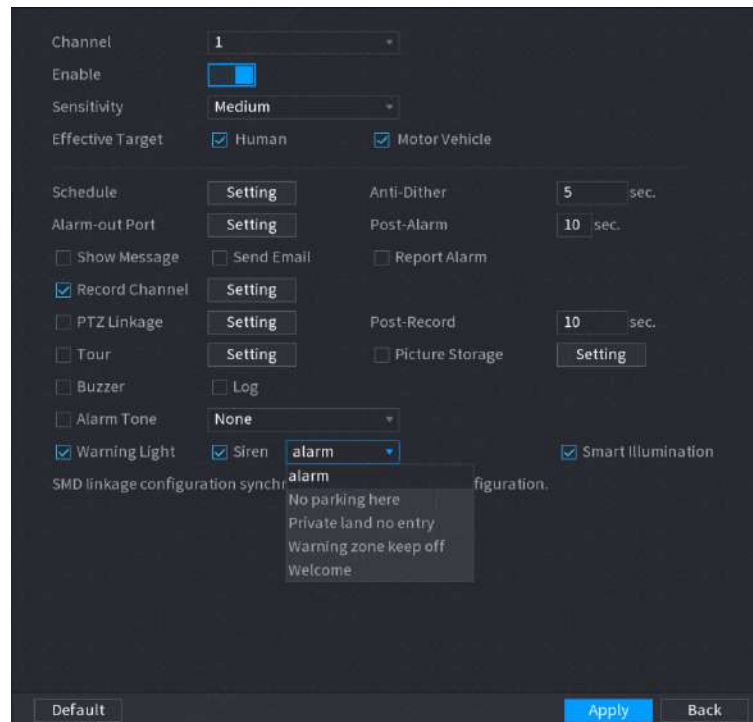 Channel 1
Enable
Sensitivity Medium
Effective Target Human Motor Vehicle
Schedule Setting Anti-Dither 5 sec.
Alarm-out Port Setting Post-Alarm 10 sec.
Show Message Send Email Report Alarm
Record Channel Setting
PTZ Linkage Setting Post-Record 10 sec.
Tour Setting Picture Storage Setting
Buzzer Log
Alarm Tone None
Warning Light Siren alarm Smart Illumination
alarm
SMD linkage configuration synchr figuration.
No parking here
Private land no entry
Warning zone keep off
Welcome
Default Apply Back